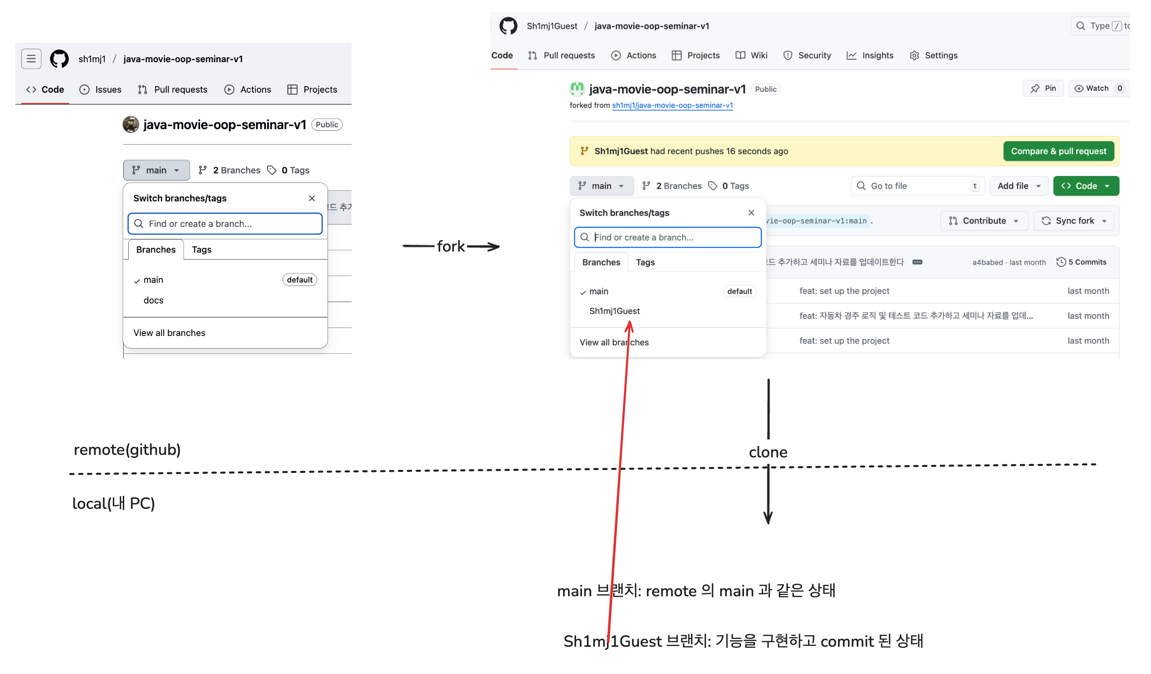 sh1mj1 / java-movie-oop-seminar-v1
Code Issues Pull requests Actions Projects
java-movie-oop-seminar-v1 Public
main 2 Branches 0 Tags
Switch branches/tags
Find or create a branch...
Branches Tags
main default
docs
View all branches
드 추가
fork
Sh1mj1Guest / java-movie-oop-seminar-v1
Type / to
Code Pull requests Actions Projects Wiki Security Insights Settings
java-movie-oop-seminar-v1 Public
Pin Watch 0
forked from sh1mj1/java-movie-oop-seminar-v1
Sh1mj1Guest had recent pushes 16 seconds ago
Compare & pull request
main 2 Branches 0 Tags
Go to file t Add file Code
Switch branches/tags
Find or create a branch...
Branches Tags
main default
Sh1mj1Guest
View all branches
vie-oop-seminar-v1:main .
Contribute Sync fork
코드 추가하고 세미나 자료를 업데이트한다 a4babed · last month 5 Commits
feat: set up the project last month
feat: 자동차 경주 로직 및 테스트 코드 추가하고 세미나 자료를 업데... last month
feat: set up the project last month
remote(github)
clone
local(내 PC)
main 브랜치: remote 의 main 과 같은 상태
Sh1mj1Guest 브랜치: 기능을 구현하고 commit 된 상태